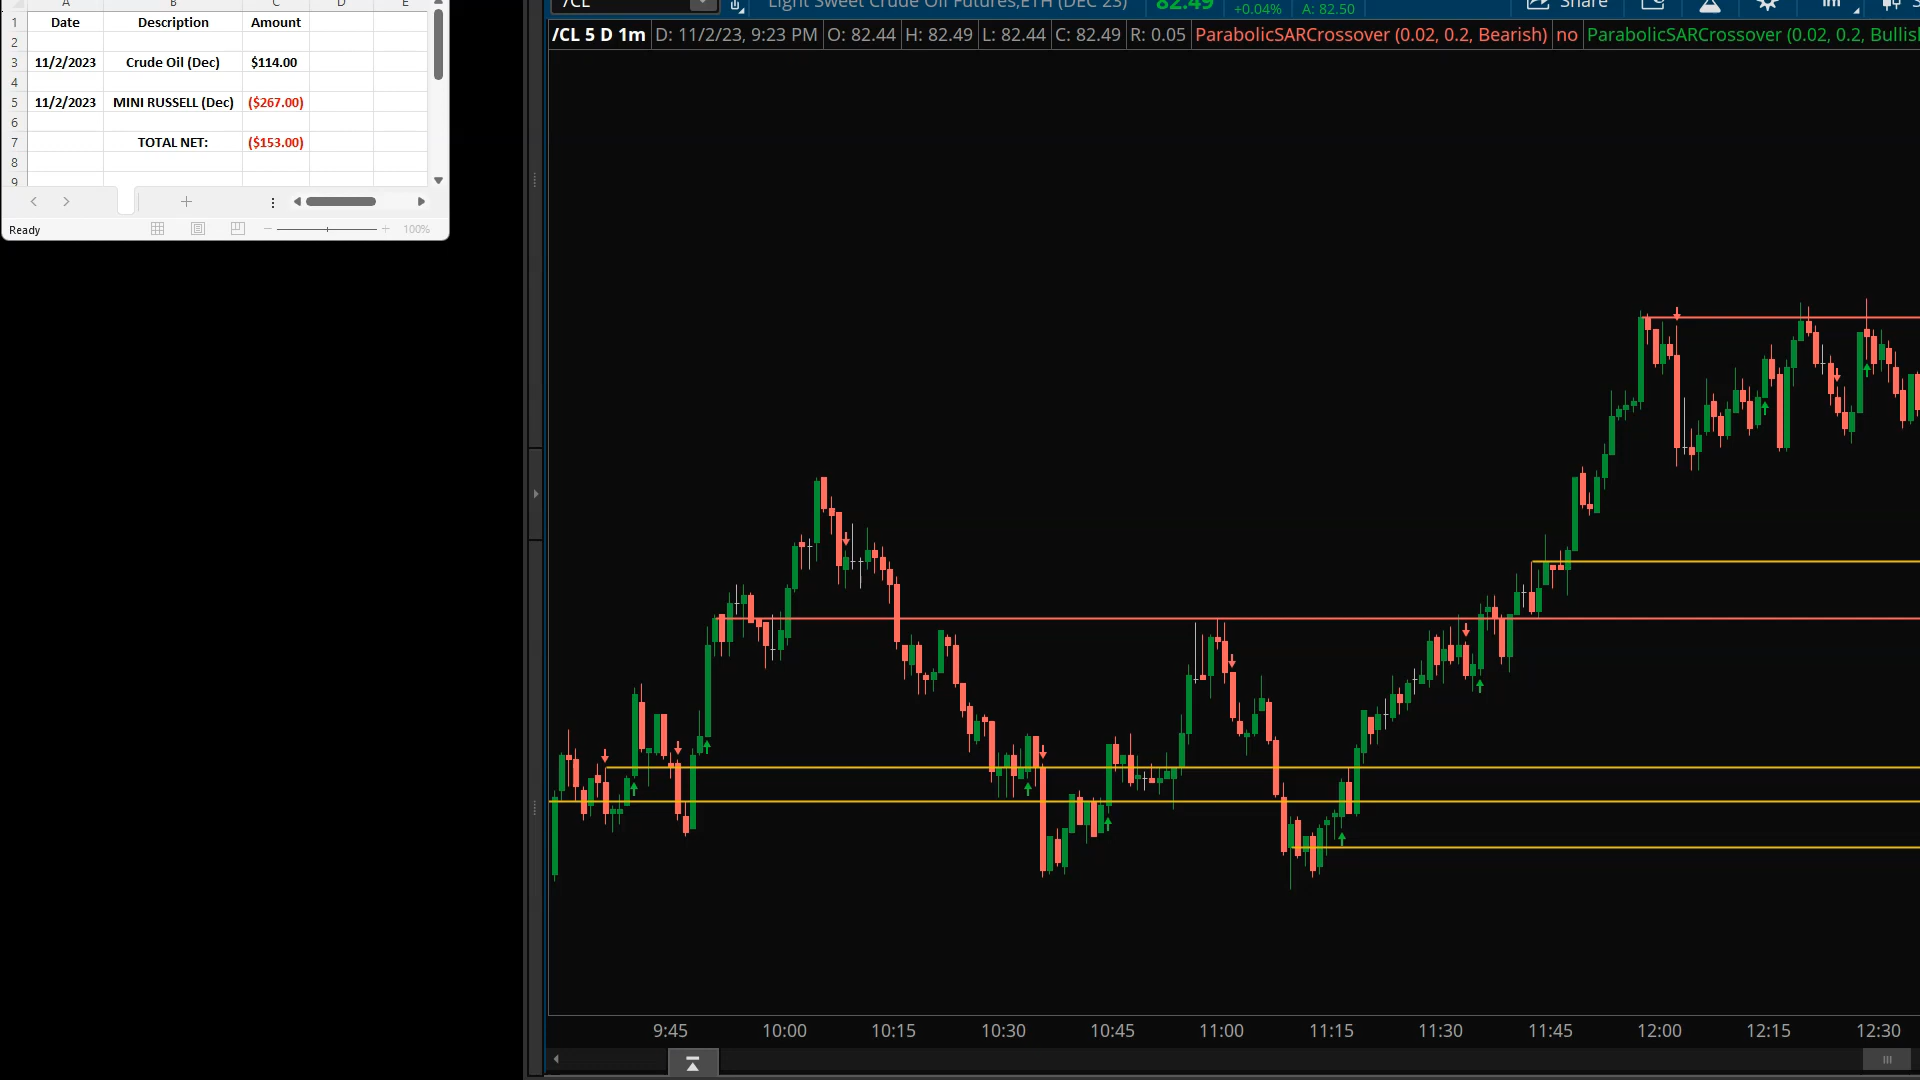 A B C D E
1 Date Description Amount
2
3 11/2/2023 Crude Oil (Dec) $114.00
4
5 11/2/2023 MINI RUSSELL (Dec) ($267.00)
6
7 TOTAL NET: ($153.00)
8
9
Ready 100%
/CL Light Sweet Crude Oil Futures,ETH (DEC 23) 82.49 +0.04% A: 82.50 Share 1m
/CL 5 D 1m D: 11/2/23, 9:23 PM O: 82.44 H: 82.49 L: 82.44 C: 82.49 R: 0.05 ParabolicSARCrossover (0.02, 0.2, Bearish) no ParabolicSARCrossover (0.02, 0.2, Bullish
9:45 10:00 10:15 10:30 10:45 11:00 11:15 11:30 11:45 12:00 12:15 12:30